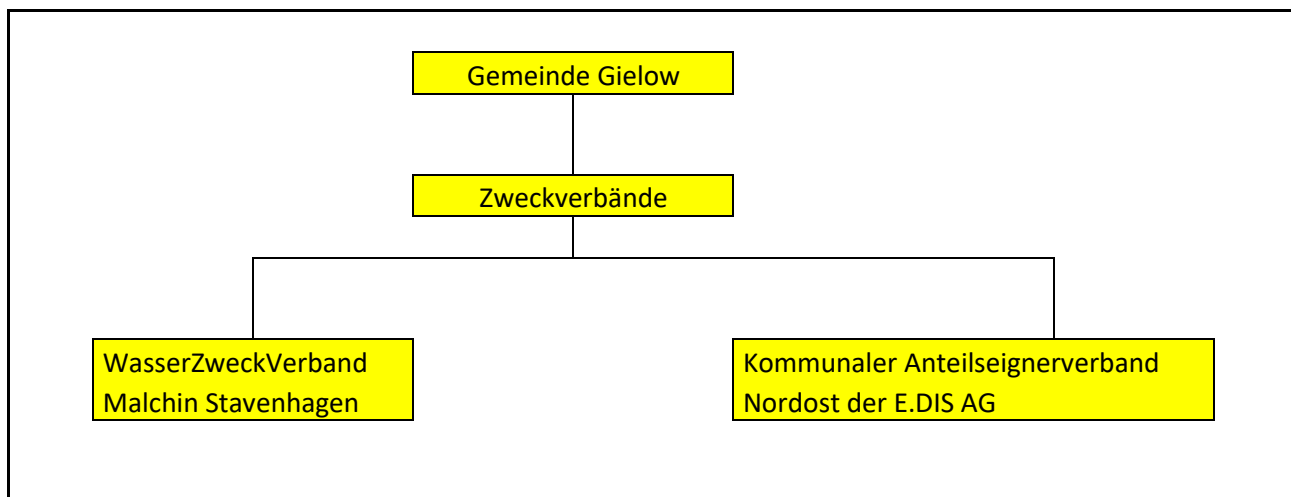 Gemeinde Gielow
Zweckverbände
WasserZweckVerband
Malchin Stavenhagen
Kommunaler Anteilseignerverband
Nordost der E.DIS AG